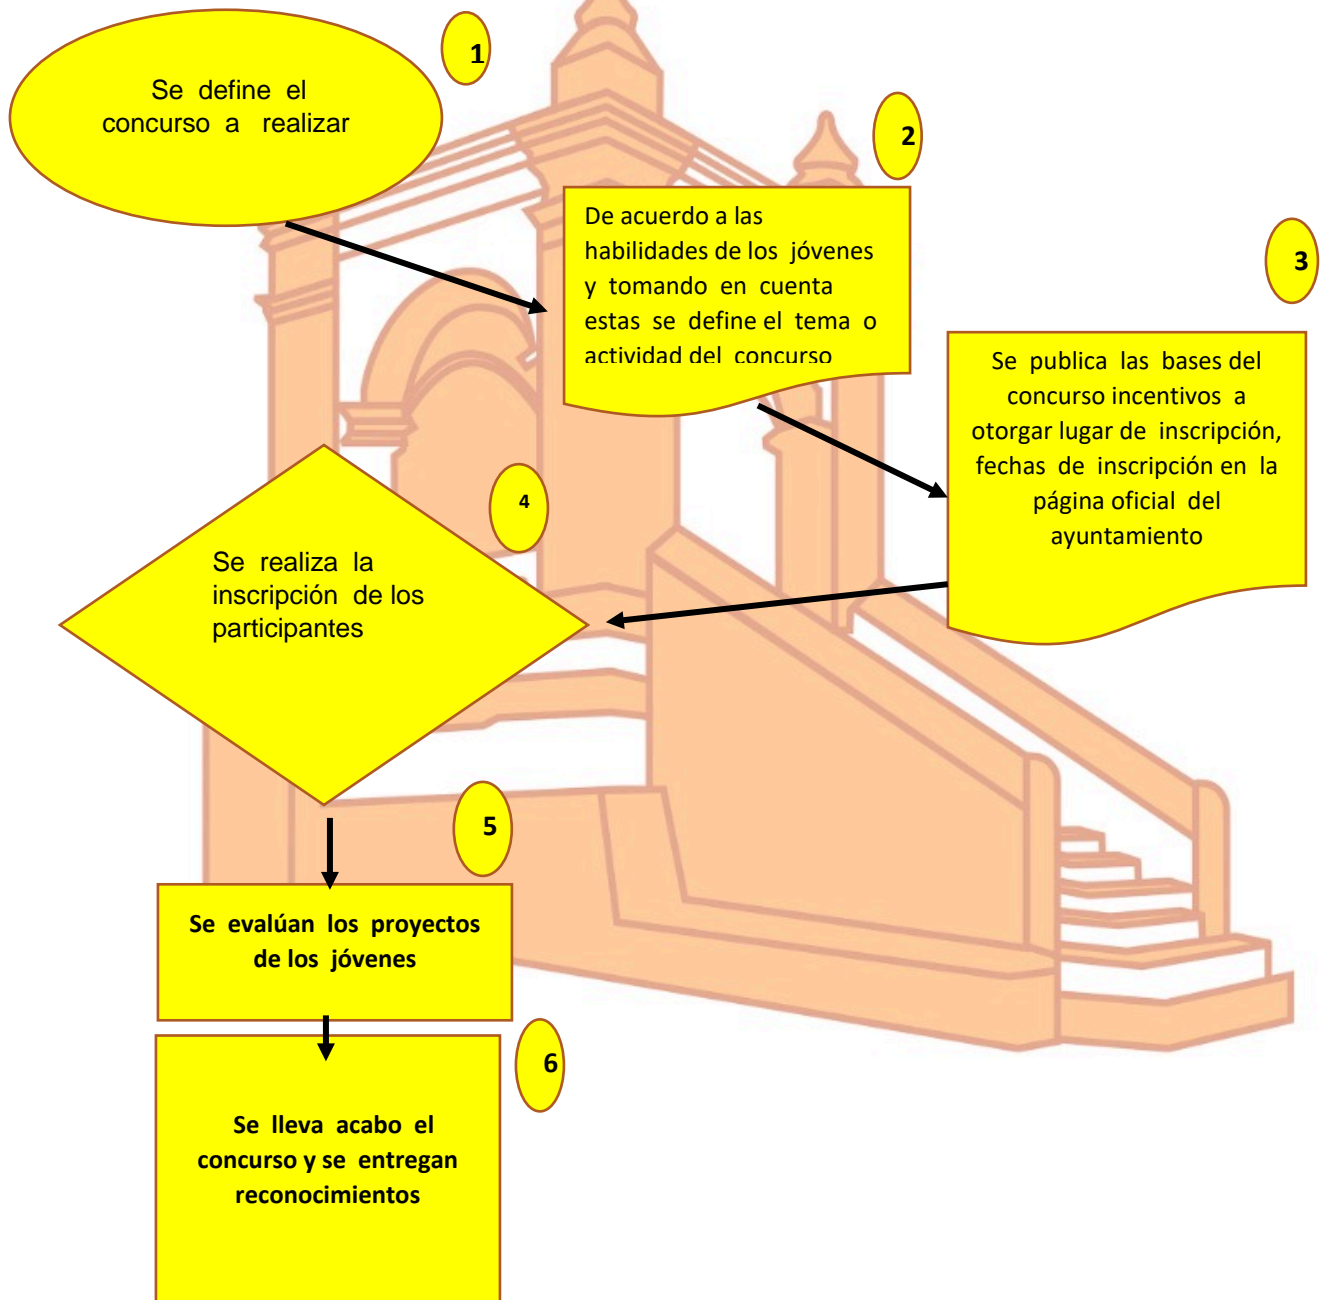 1
Se define el
concurso a realizar
2
De acuerdo a las
habilidades de los jóvenes
y tomando en cuenta
estas se define el tema o
actividad del concurso
3
Se publica las bases del
concurso incentivos a
otorgar lugar de inscripción,
fechas de inscripción en la
página oficial del
ayuntamiento
4
Se realiza la
inscripción de los
participantes
5
Se evalúan los proyectos
de los jóvenes
6
Se lleva acabo el
concurso y se entregan
reconocimientos